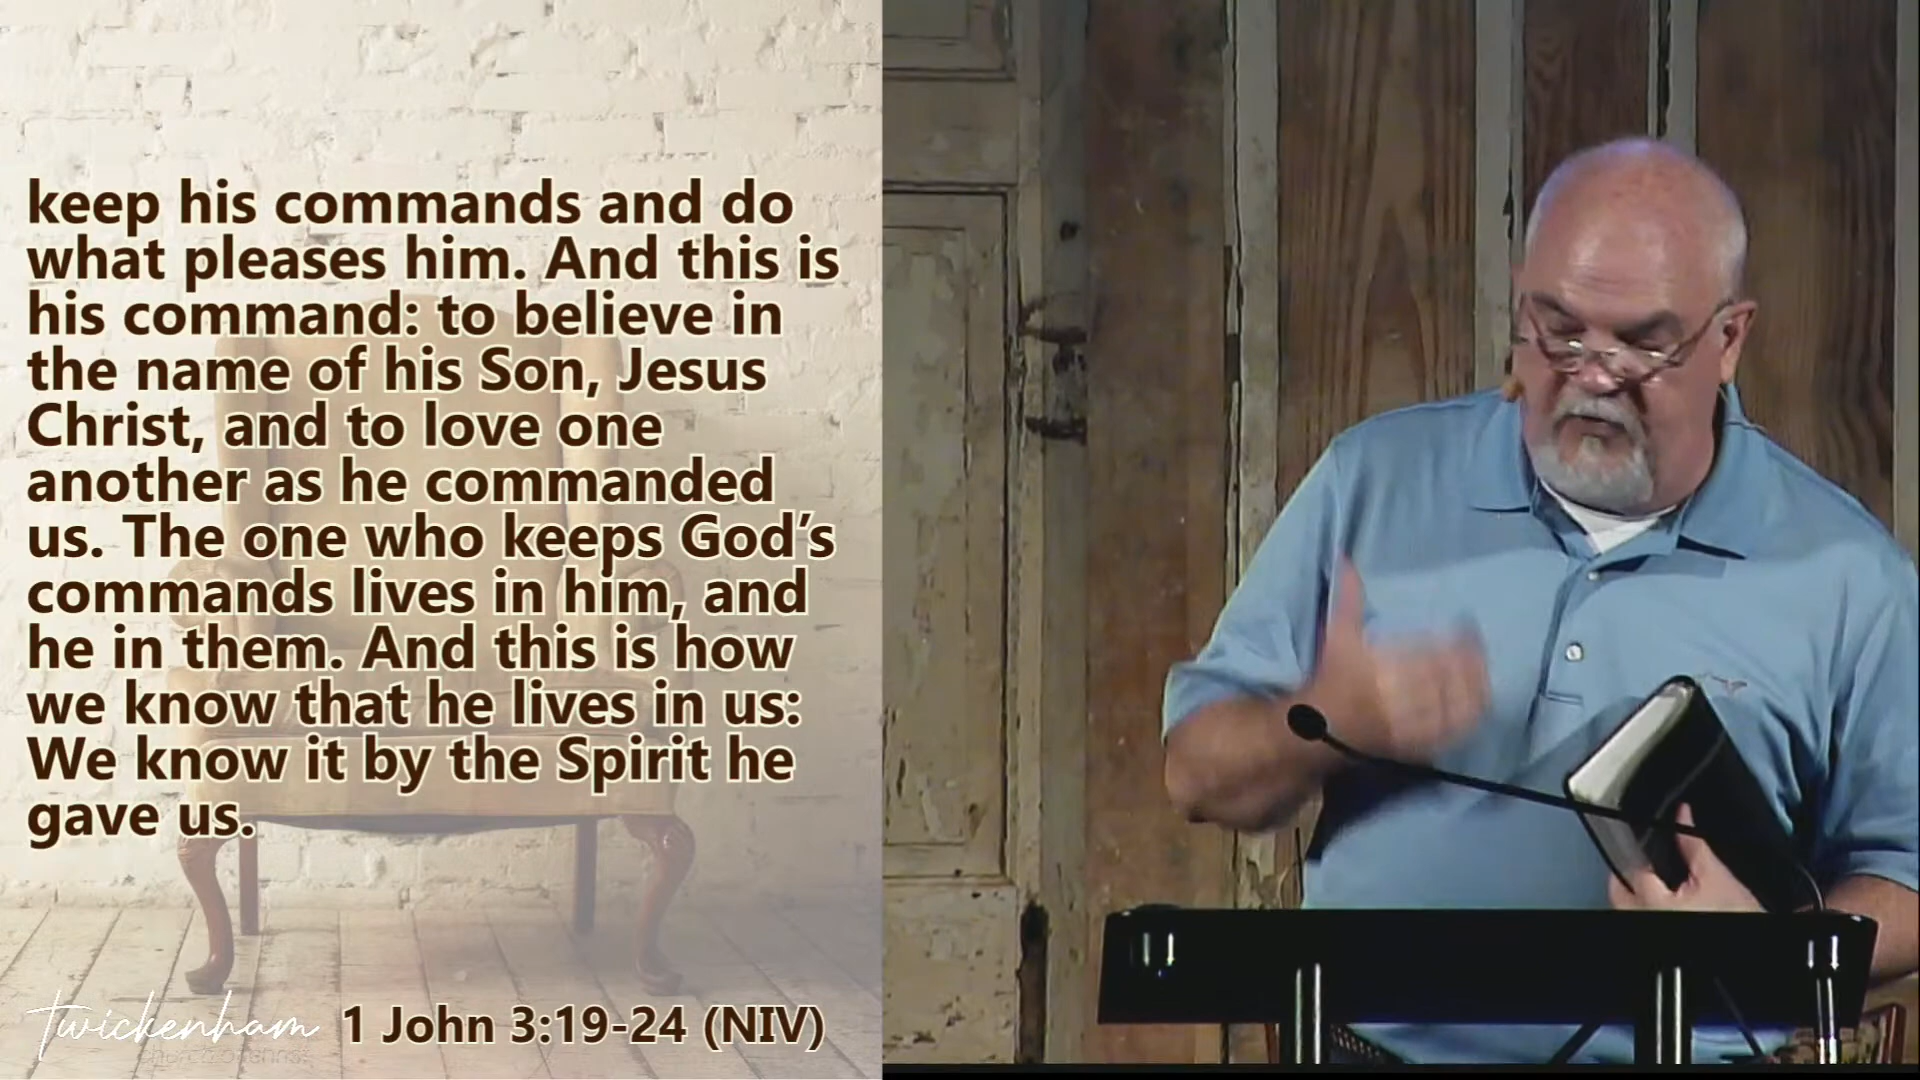 keep his commands and do
what pleases him. And this is
his command: to believe in
the name of his Son, Jesus
Christ, and to love one
another as he commanded
us. The one who keeps God’s
commands lives in him, and
he in them. And this is how
we know that he lives in us:
We know it by the Spirit he
gave us.
twickenham
church of christ
1 John 3:19-24 (NIV)